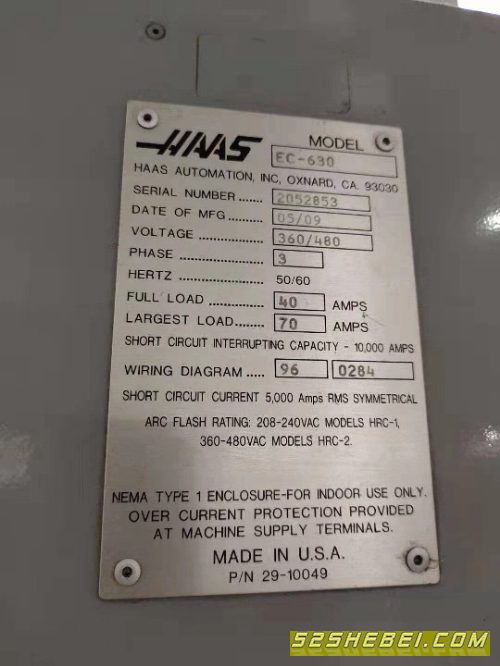 HAAS
MODEL EC-630
HAAS AUTOMATION, INC, OXNARD, CA. 93030
SERIAL NUMBER ........ 2052853
DATE OF MFG ......... 05/09
VOLTAGE ............. 360/480
PHASE ............... 3
HERTZ ............... 50/60
FULL LOAD ........ 40 AMPS
LARGEST LOAD....... 70 AMPS
SHORT CIRCUIT INTERRUPTING CAPACITY - 10,000 AMPS
WIRING DIAGRAM ..... 96 0284
SHORT CIRCUIT CURRENT 5,000 Amps RMS SYMMETRICAL
ARC FLASH RATING: 208-240VAC MODELS HRC-1,
360-480VAC MODELS HRC-2.
NEMA TYPE 1 ENCLOSURE-FOR INDOOR USE ONLY.
OVER CURRENT PROTECTION PROVIDED
AT MACHINE SUPPLY TERMINALS.
MADE IN U.S.A.
P/N 29-10049
52SHEBEI.COM